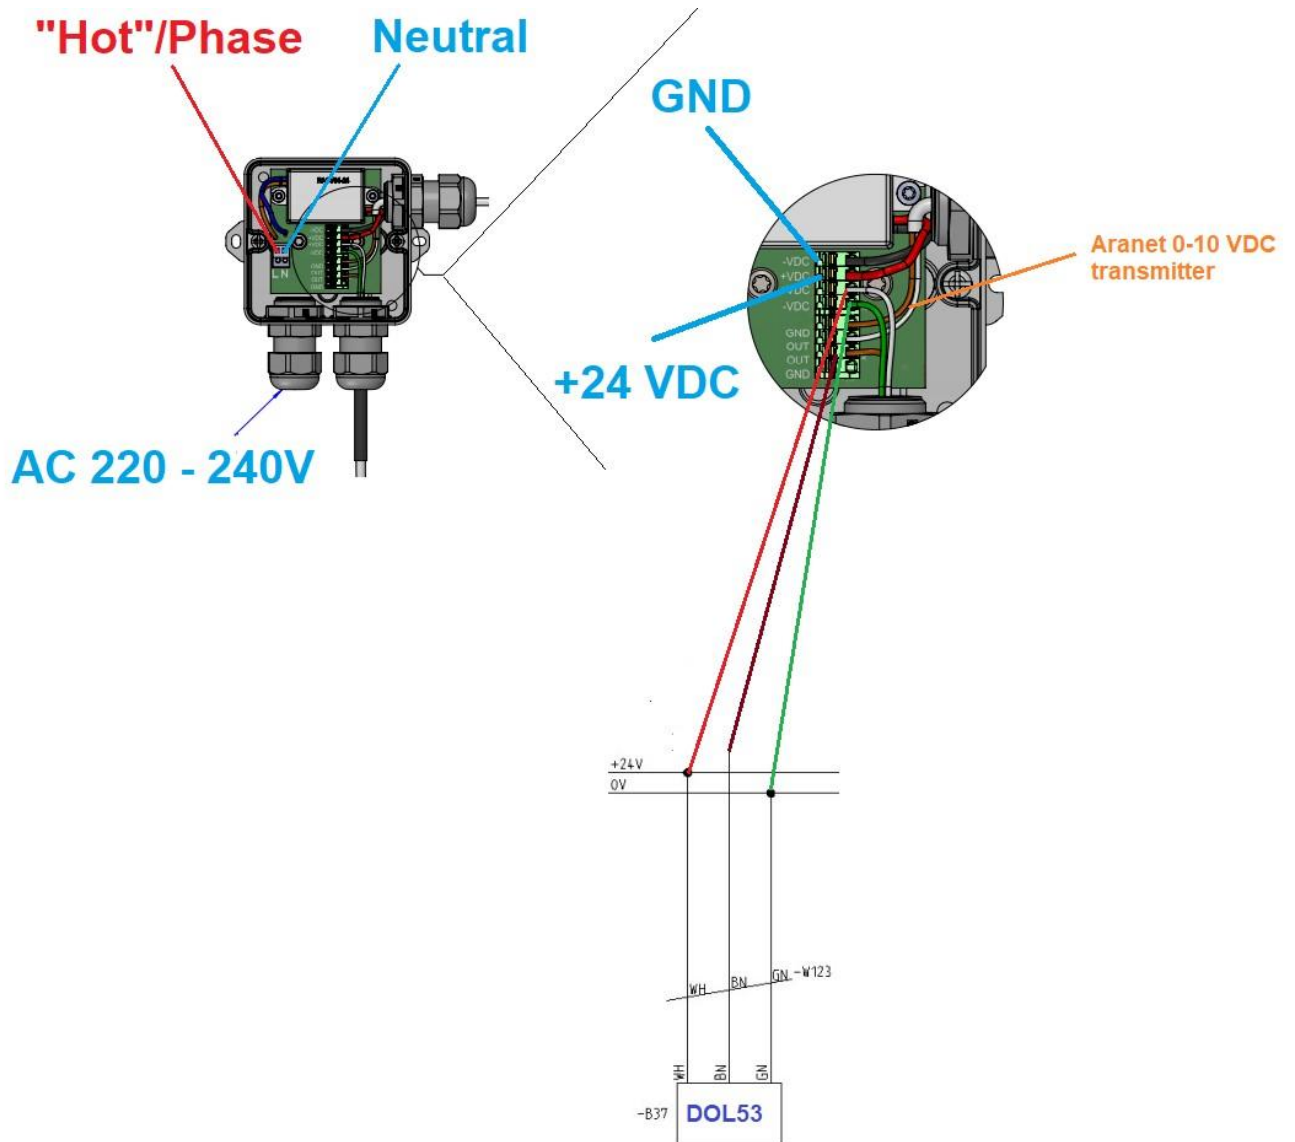 "Hot"/Phase
Neutral
GND
Aranet 0-10 VDC
transmitter
+24 VDC
AC 220 - 240V
L N
-VDC
+VDC
-VDC
GND
OUT
OUT
GND
+24V
0V
WH
BN
GN
-W123
WH
BN
GN
-B37
DOL53